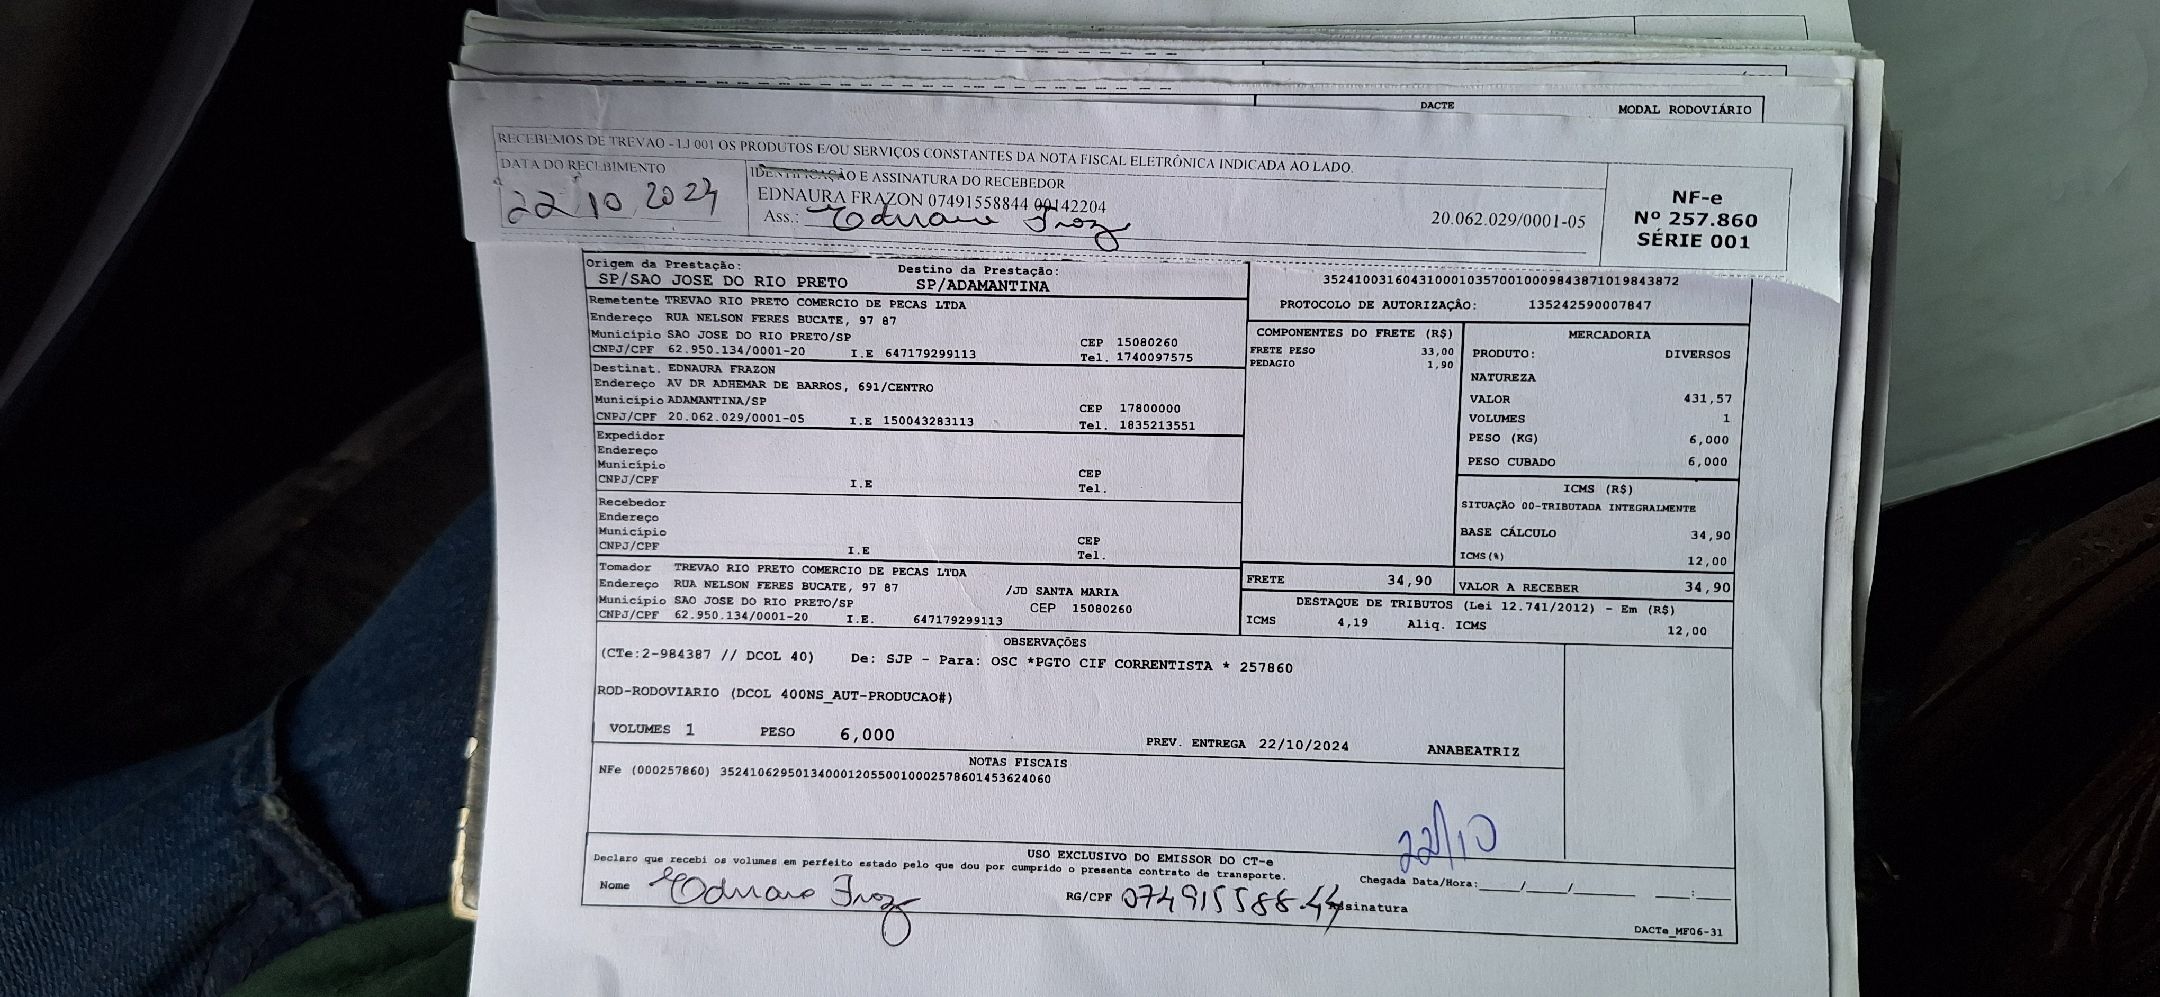 DACTE MODAL RODOVIÁRIO
RECEBEMOS DE TREVAO - LJ 001 OS PRODUTOS E/OU SERVIÇOS CONSTANTES DA NOTA FISCAL ELETRÔNICA INDICADA AO LADO.
DATA DO RECEBIMENTO
22 10 2024
IDENTIFICAÇÃO E ASSINATURA DO RECEBEDOR
EDNAURA FRAZON 07491558844 00142204
Ass.:
20.062.029/0001-05
NF-e
Nº 257.860
SÉRIE 001
Origem da Prestação: Destino da Prestação:
SP/SAO JOSE DO RIO PRETO SP/ADAMANTINA
Remetente TREVAO RIO PRETO COMERCIO DE PECAS LTDA
Endereço RUA NELSON FERES BUCATE, 97 87
Município SAO JOSE DO RIO PRETO/SP CEP 15080260
CNPJ/CPF 62.950.134/0001-20 I.E 647179299113 Tel. 1740097575
Destinat. EDNAURA FRAZON
Endereço AV DR ADHEMAR DE BARROS, 691/CENTRO
Município ADAMANTINA/SP CEP 17800000
CNPJ/CPF 20.062.029/0001-05 I.E 150043283113 Tel. 1835213551
Expedidor
Endereço
Município CEP
CNPJ/CPF I.E Tel.
Recebedor
Endereço
Município CEP
CNPJ/CPF I.E Tel.
Tomador TREVAO RIO PRETO COMERCIO DE PECAS LTDA
Endereço RUA NELSON FERES BUCATE, 97 87 /JD SANTA MARIA
Município SAO JOSE DO RIO PRETO/SP CEP 15080260
CNPJ/CPF 62.950.134/0001-20 I.E. 647179299113
35241003160431000103570010009843871019843872
PROTOCOLO DE AUTORIZAÇÃO: 135242590007847
COMPONENTES DO FRETE (R$)
FRETE PESO 33,00
PEDAGIO 1,90
MERCADORIA
PRODUTO: DIVERSOS
NATUREZA
VALOR 431,57
VOLUMES 1
PESO (KG) 6,000
PESO CUBADO 6,000
ICMS (R$)
SITUAÇÃO 00-TRIBUTADA INTEGRALMENTE
BASE CÁLCULO 34,90
ICMS(%) 12,00
FRETE 34,90 VALOR A RECEBER 34,90
DESTAQUE DE TRIBUTOS (Lei 12.741/2012) - Em (R$)
ICMS 4,19 Aliq. ICMS 12,00
OBSERVAÇÕES
(CTe:2-984387 // DCOL 40) De: SJP - Para: OSC *PGTO CIF CORRENTISTA * 257860
ROD-RODOVIARIO (DCOL 400NS_AUT-PRODUCAO#)
VOLUMES 1 PESO 6,000 PREV. ENTREGA 22/10/2024 ANABEATRIZ
NOTAS FISCAIS
NFe (000257860) 35241062950134000120550010002578601453624060
22/10
USO EXCLUSIVO DO EMISSOR DO CT-e
Declaro que recebi os volumes em perfeito estado pelo que dou por cumprido o presente contrato de transporte.
Chegada Data/Hora:____/____/______ ____:____
Nome RG/CPF 074915588-44 Assinatura
DACTe_MF06-31